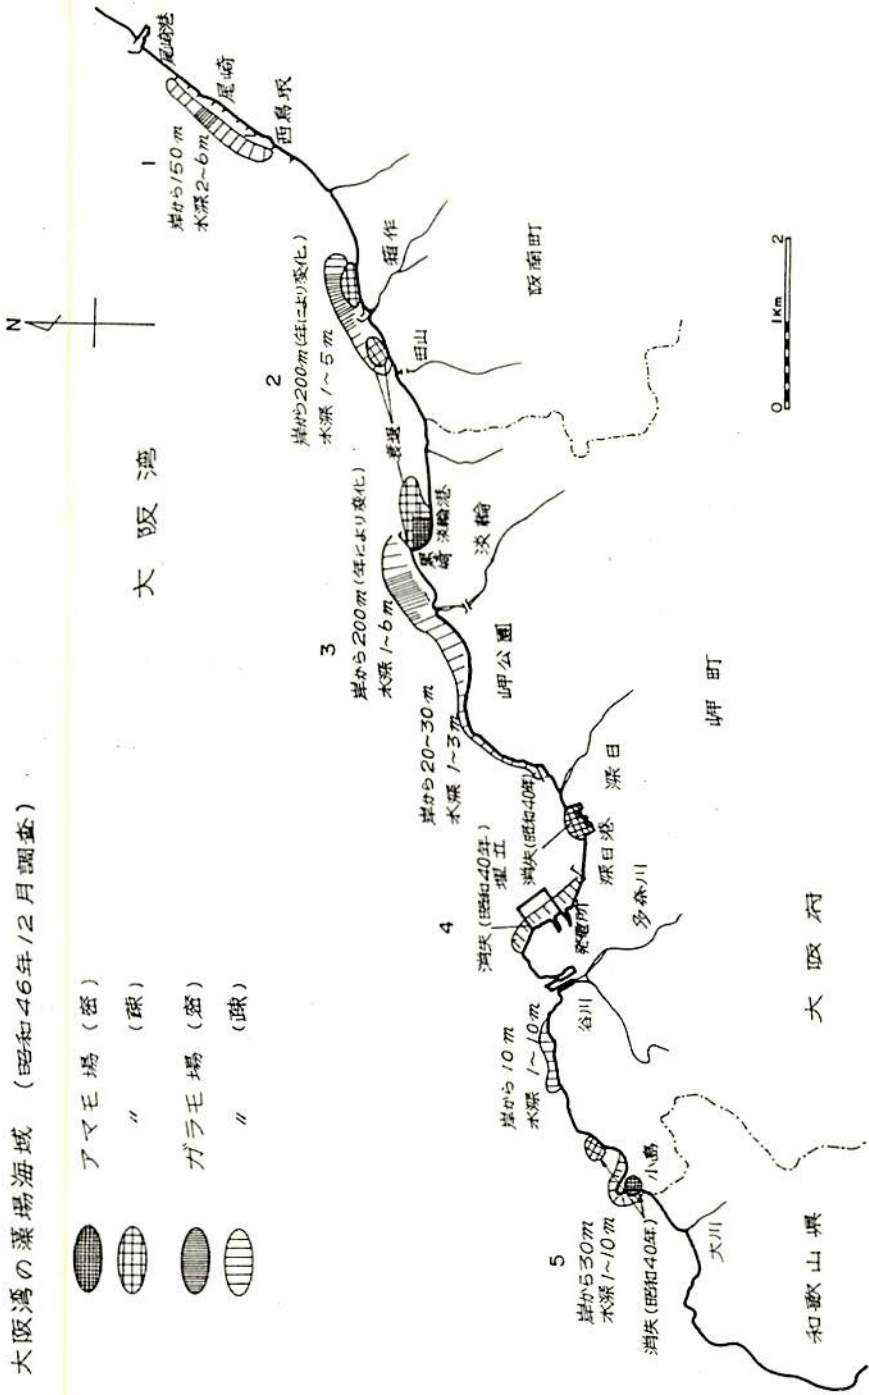 大阪湾の藻場海域 (昭和46年12月調査)
アマモ場 (密)
〃 (疎)
ガラモ場 (密)
〃 (疎)
N
大阪湾
1
岸から150m
水深2~6m
尾崎港
尾崎
西鳥取
2
岸から200m(年により変化)
水深 1~5m
箱作
田山
阪南町
衰退
3
岸から200m(年により変化)
水深 1~6m
淡輪港
黒崎
淡輪
岬公園
岸から20~30m
水深 1~3m
岬町
深日
消失(昭和40年)
深日港
4
消失(昭和40年)
埋立
発電所
多奈川
谷川
岸から10m
水深 1~10m
大阪府
5
岸から30m
水深1~10m
消失(昭和40年)
小島
大川
和歌山県
0 1Km 2